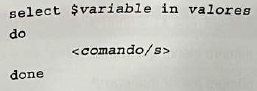 select $variable in valores
do
<comando/s>
done